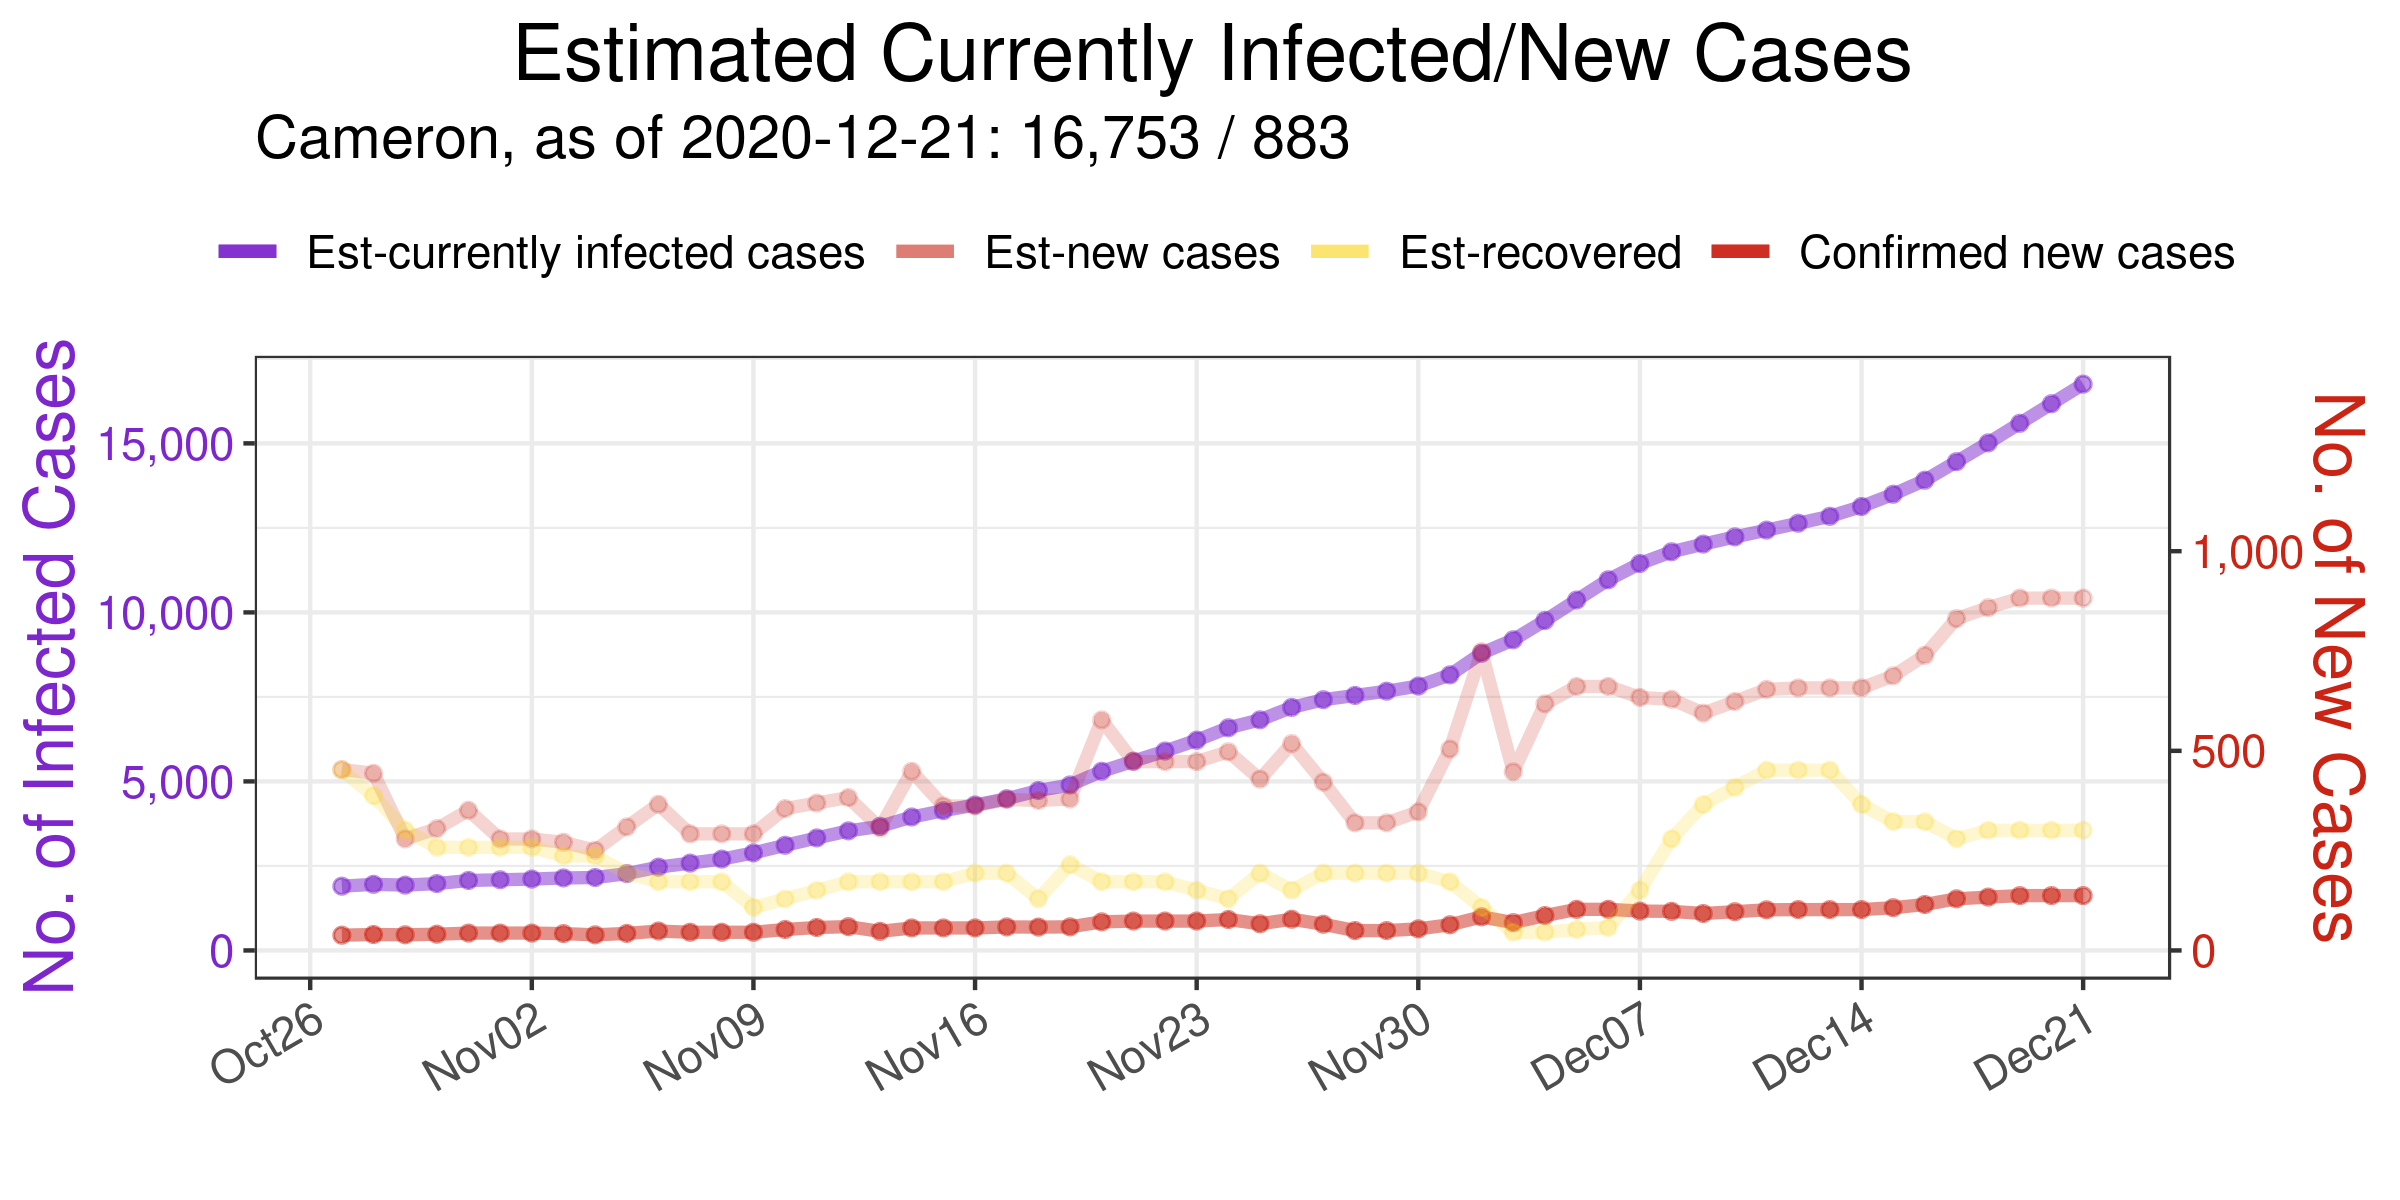 Estimated Currently Infected/New Cases
Cameron, as of 2020-12-21: 16,753 / 883
Est-currently infected cases Est-new cases Est-recovered Confirmed new cases
No. of Infected Cases
15,000
10,000
5,000
0
1,000
500
0
No. of New Cases
Oct26 Nov02 Nov09 Nov16 Nov23 Nov30 Dec07 Dec14 Dec21